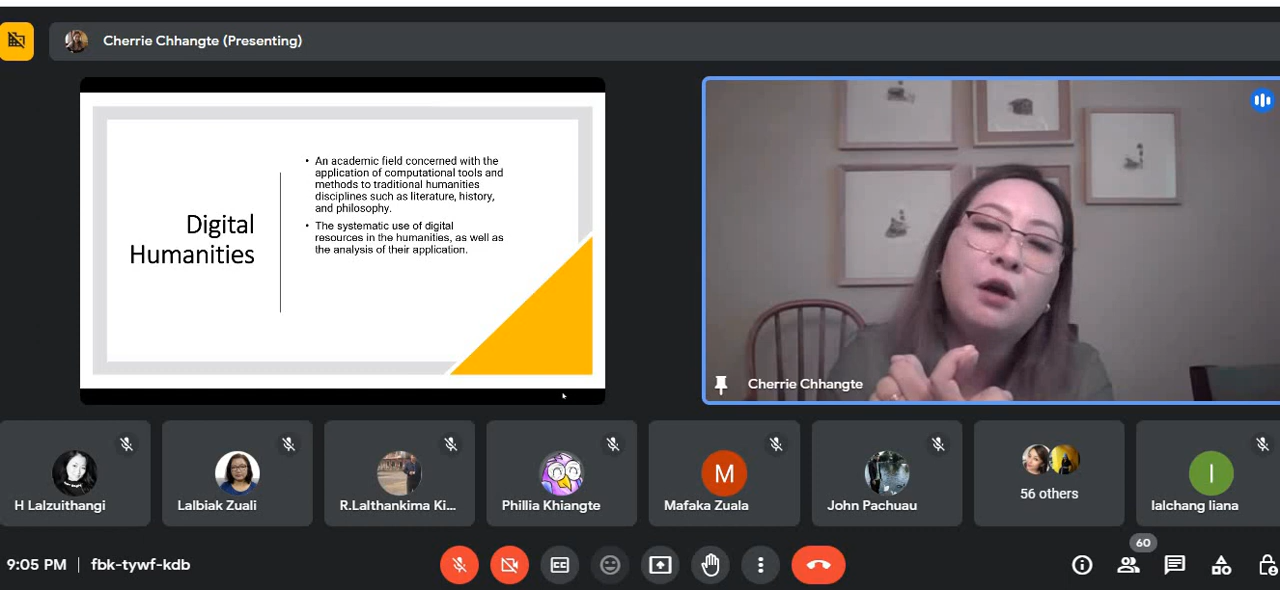 Cherrie Chhangte (Presenting)
Digital
Humanities
• An academic field concerned with the
application of computational tools and
methods to traditional humanities
disciplines such as literature, history,
and philosophy.
• The systematic use of digital
resources in the humanities, as well as
the analysis of their application.
Cherrie Chhangte
H Lalzuithangi
Lalbiak Zuali
R.Lalthankima Ki...
Phillia Khiangte
M
Mafaka Zuala
John Pachuau
56 others
l
lalchang liana
9:05 PM | fbk-tywf-kdb
CC
60